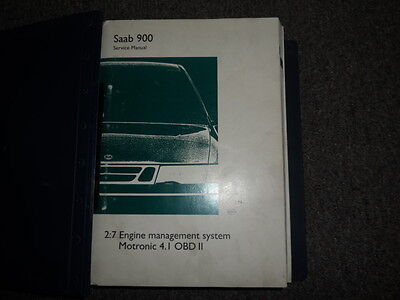 Saab 900
Service Manual
2:7 Engine management system
Motronic 4.1 OBD II